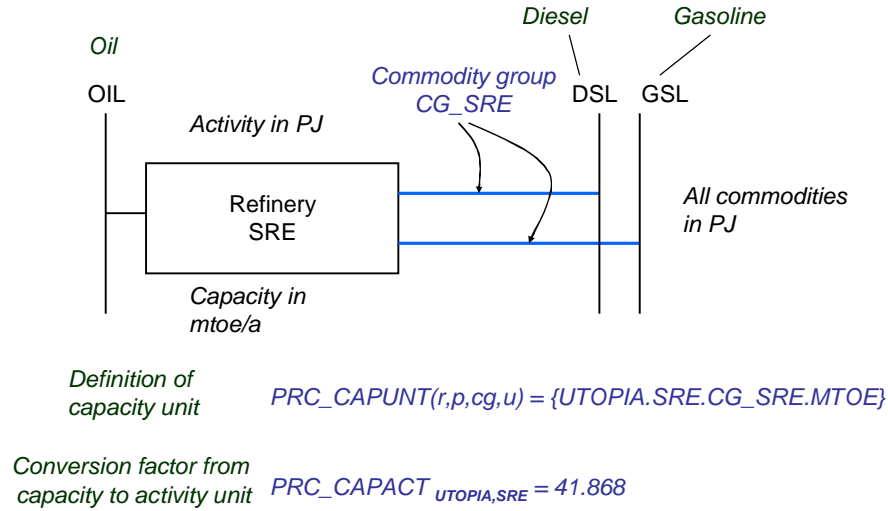 Diesel
Gasoline
Oil
Commodity group
CG_SRE
OIL
DSL
GSL
Activity in PJ
Refinery
SRE
All commodities
in PJ
Capacity in
mtoe/a
Definition of
capacity unit
PRC_CAPUNT(r,p,cg,u) = {UTOPIA.SRE.CG_SRE.MTOE}
Conversion factor from
capacity to activity unit
PRC_CAPACT UTOPIA,SRE = 41.868